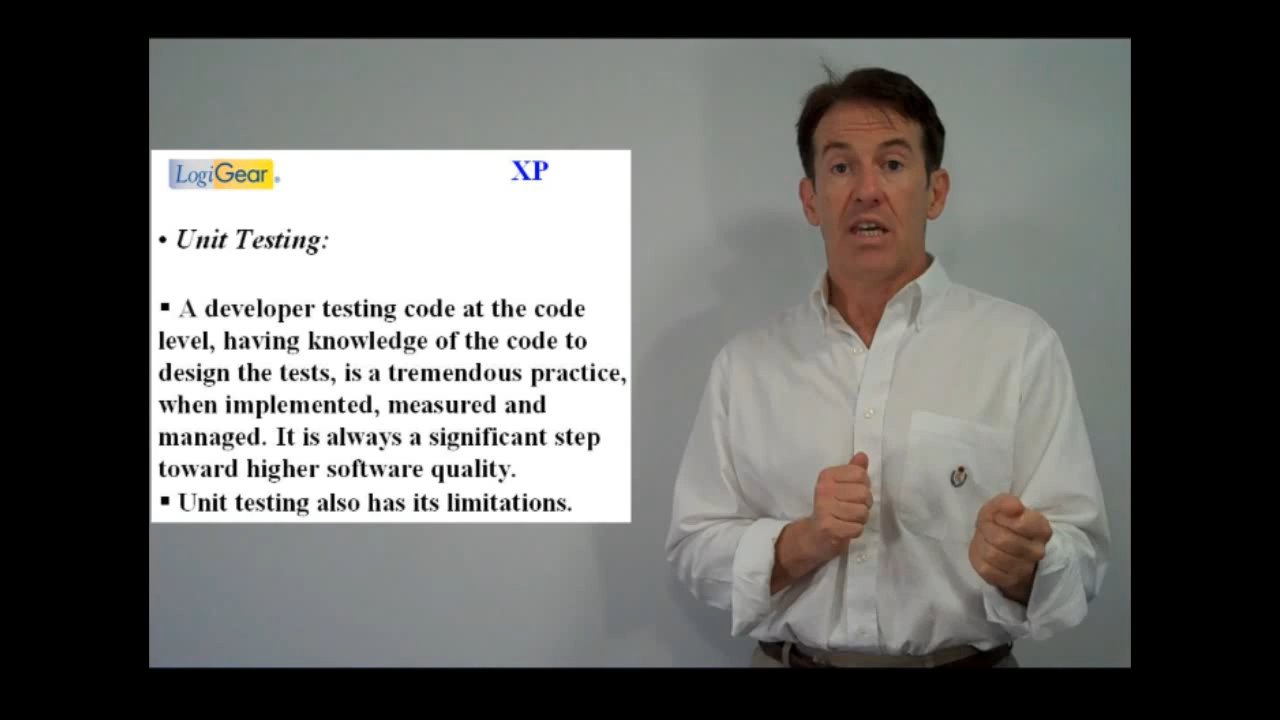 LogiGear®
XP
• Unit Testing:
▪ A developer testing code at the code
level, having knowledge of the code to
design the tests, is a tremendous practice,
when implemented, measured and
managed. It is always a significant step
toward higher software quality.
▪ Unit testing also has its limitations.